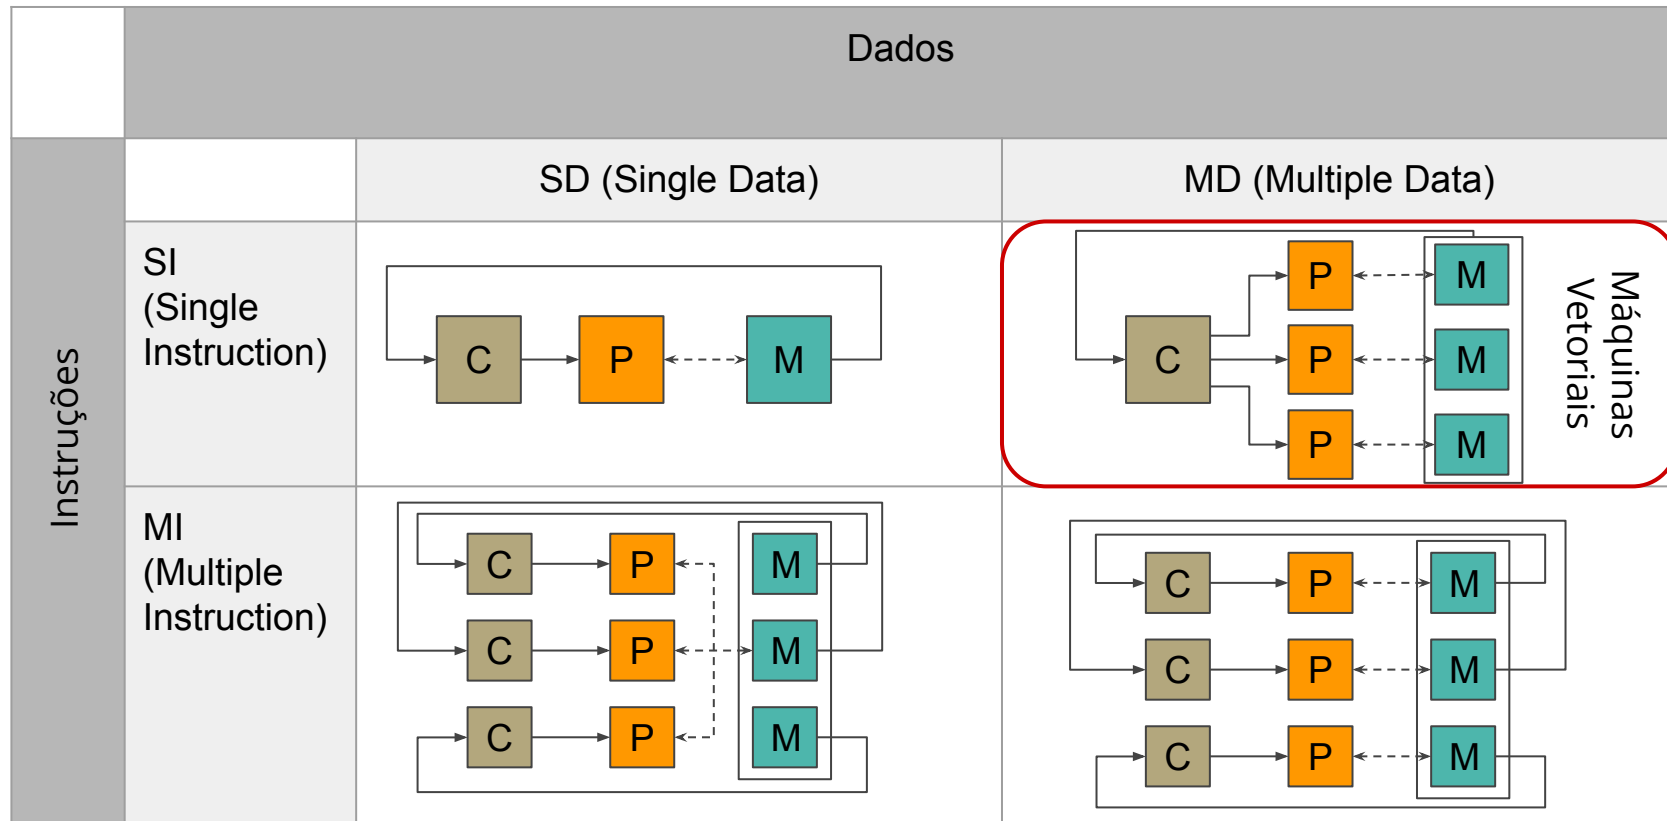 Dados
SD (Single Data)
MD (Multiple Data)
Instruções
SI
(Single
Instruction)
C
P
M
C
P
M
P
M
P
M
Máquinas
Vetoriais
MI
(Multiple
Instruction)
C
P
M
C
P
M
C
P
M
C
P
M
C
P
M
C
P
M